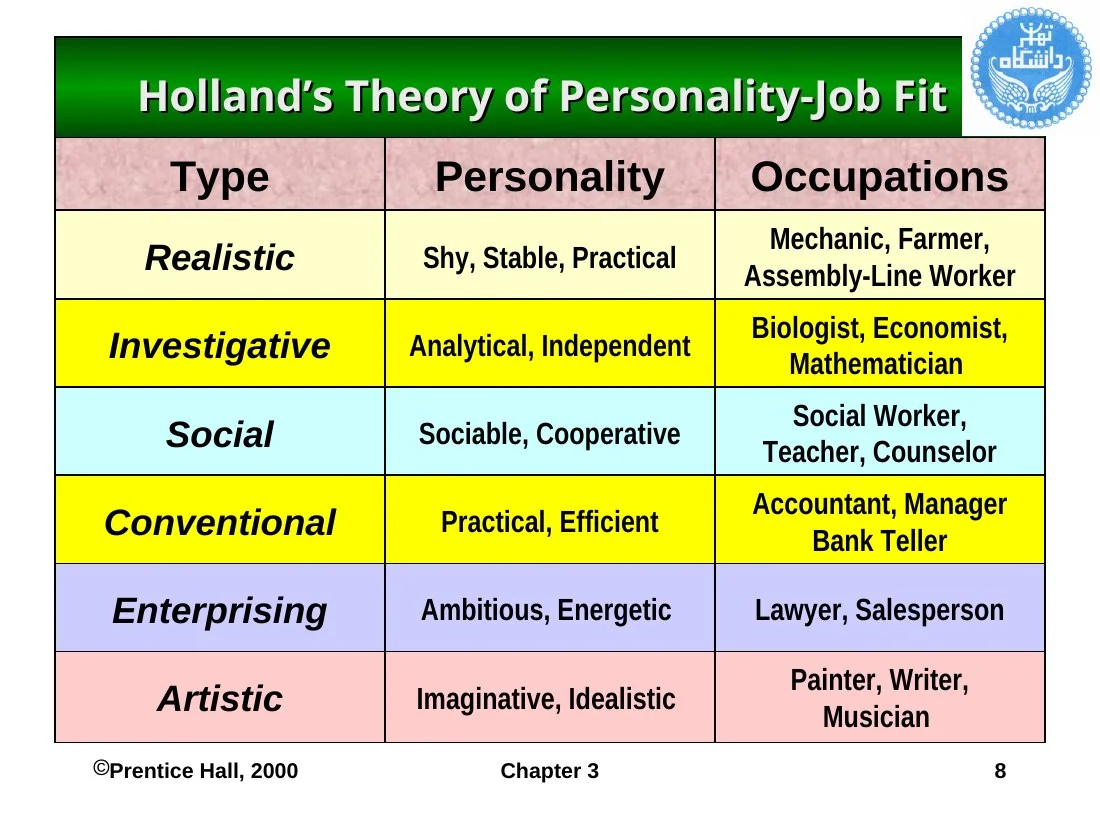 دانشگاه تهران
Holland’s Theory of Personality-Job Fit
Type Personality Occupations
Realistic
Shy, Stable, Practical
Mechanic, Farmer,
Assembly-Line Worker
Investigative
Analytical, Independent
Biologist, Economist,
Mathematician
Social
Sociable, Cooperative
Social Worker,
Teacher, Counselor
Conventional
Practical, Efficient
Accountant, Manager
Bank Teller
Enterprising
Ambitious, Energetic
Lawyer, Salesperson
Artistic
Imaginative, Idealistic
Painter, Writer,
Musician
©Prentice Hall, 2000 Chapter 3 8